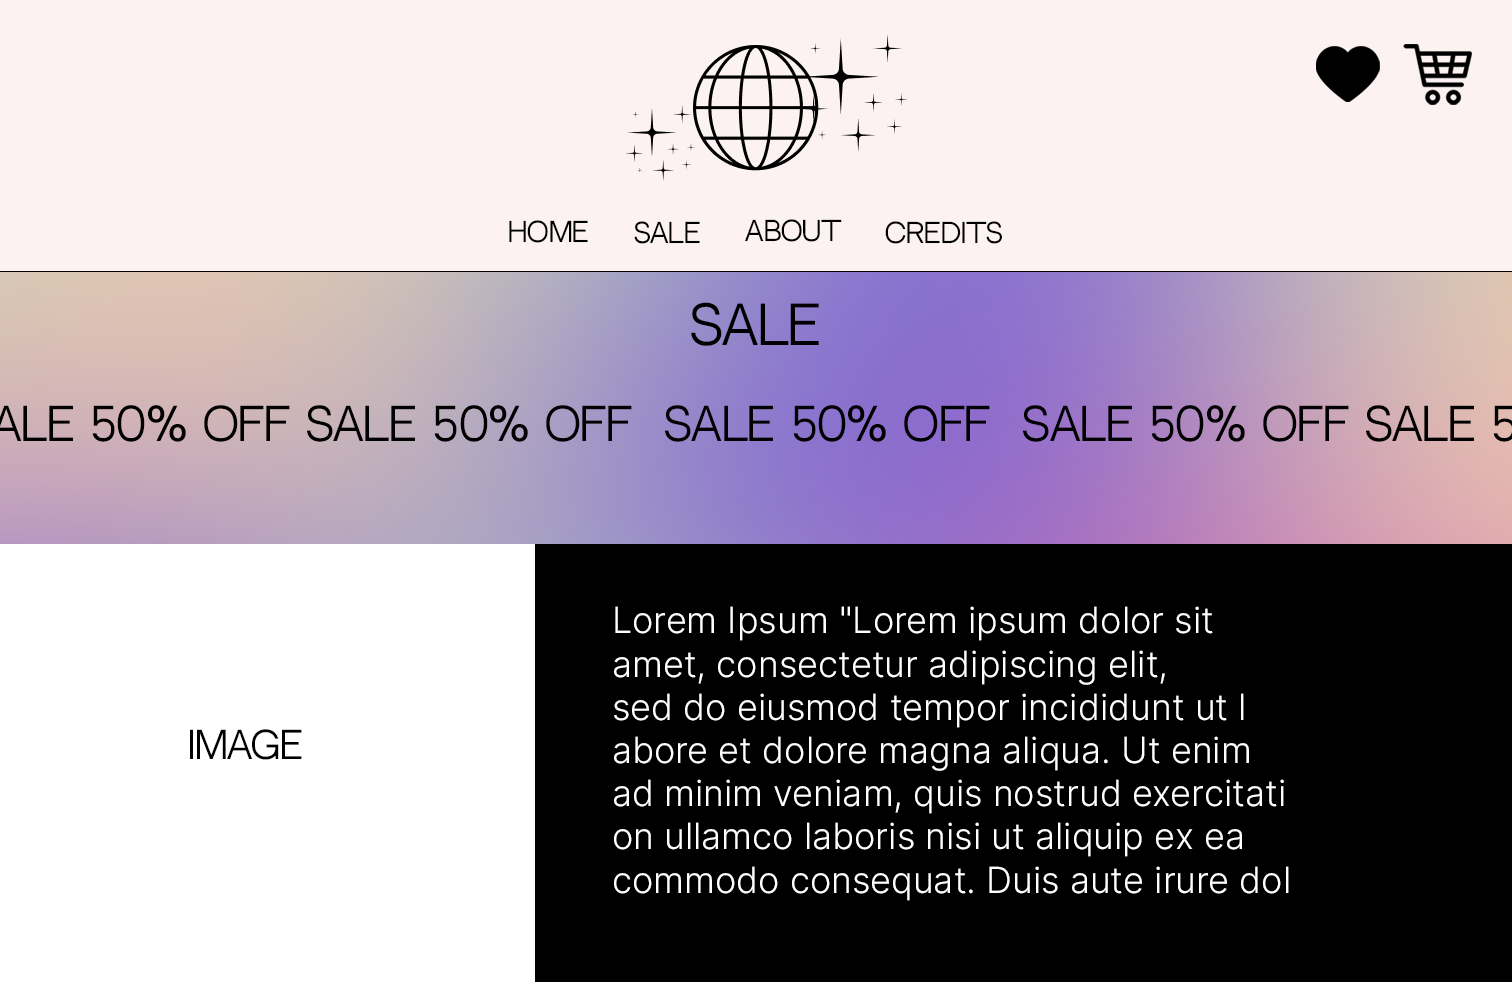 HOME SALE ABOUT CREDITS
SALE
ALE 50% OFF SALE 50% OFF SALE 50% OFF SALE 50% OFF SALE 5
IMAGE
Lorem Ipsum "Lorem ipsum dolor sit
amet, consectetur adipiscing elit,
sed do eiusmod tempor incididunt ut l
abore et dolore magna aliqua. Ut enim
ad minim veniam, quis nostrud exercitati
on ullamco laboris nisi ut aliquip ex ea
commodo consequat. Duis aute irure dol